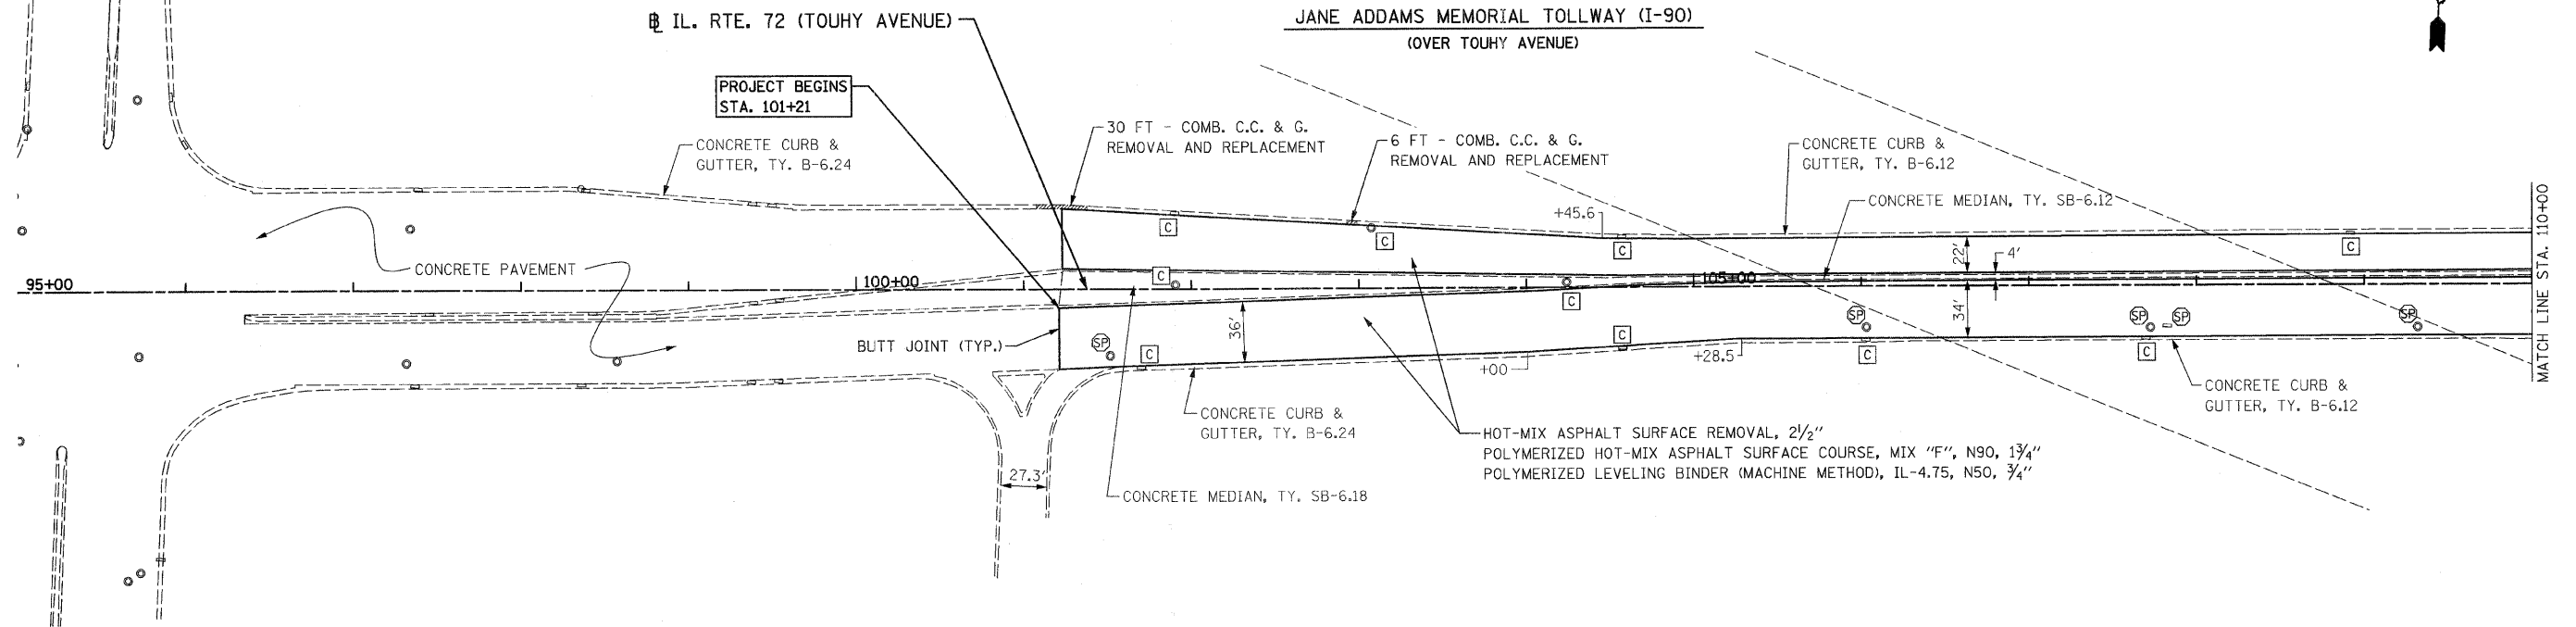 ℄ IL. RTE. 72 (TOUHY AVENUE)
JANE ADDAMS MEMORIAL TOLLWAY (I-90)
(OVER TOUHY AVENUE)
PROJECT BEGINS
STA. 101+21
CONCRETE CURB &
GUTTER, TY. B-6.24
30 FT - COMB. C.C. & G.
REMOVAL AND REPLACEMENT
6 FT - COMB. C.C. & G.
REMOVAL AND REPLACEMENT
CONCRETE CURB &
GUTTER, TY. B-6.12
CONCRETE MEDIAN, TY. SB-6.12
+45.6
C
C
C
C
C
22'
4'
CONCRETE PAVEMENT
95+00
100+00
105+00
MATCH LINE STA. 110+00
C
36'
34'
SP
SP
SP
SP
SP
BUTT JOINT (TYP.)
C
C
C
C
+00
+28.5
CONCRETE CURB &
GUTTER, TY. B-6.24
CONCRETE CURB &
GUTTER, TY. B-6.12
HOT-MIX ASPHALT SURFACE REMOVAL, 2½"
POLYMERIZED HOT-MIX ASPHALT SURFACE COURSE, MIX "F", N90, 1¾"
POLYMERIZED LEVELING BINDER (MACHINE METHOD), IL-4.75, N50, ¾"
27.3'
CONCRETE MEDIAN, TY. SB-6.18